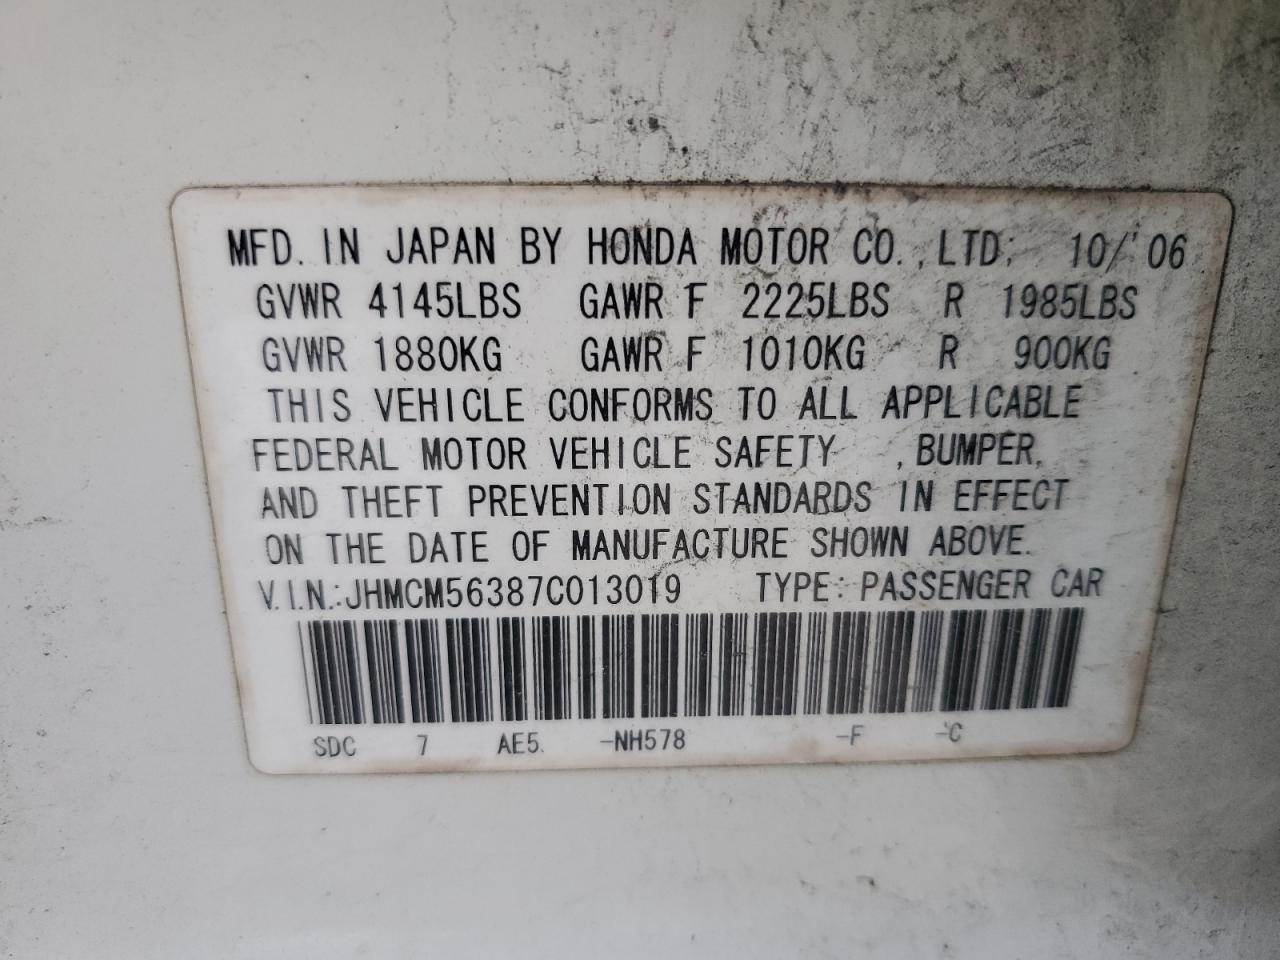 MFD. IN JAPAN BY HONDA MOTOR CO., LTD; 10/'06
GVWR 4145LBS GAWR F 2225LBS R 1985LBS
GVWR 1880KG GAWR F 1010KG R 900KG
THIS VEHICLE CONFORMS TO ALL APPLICABLE
FEDERAL MOTOR VEHICLE SAFETY , BUMPER,
AND THEFT PREVENTION STANDARDS IN EFFECT
ON THE DATE OF MANUFACTURE SHOWN ABOVE.
V.I.N.: JHMCM56387C013019 TYPE: PASSENGER CAR
SDC 7 AE5. -NH578 -F -C